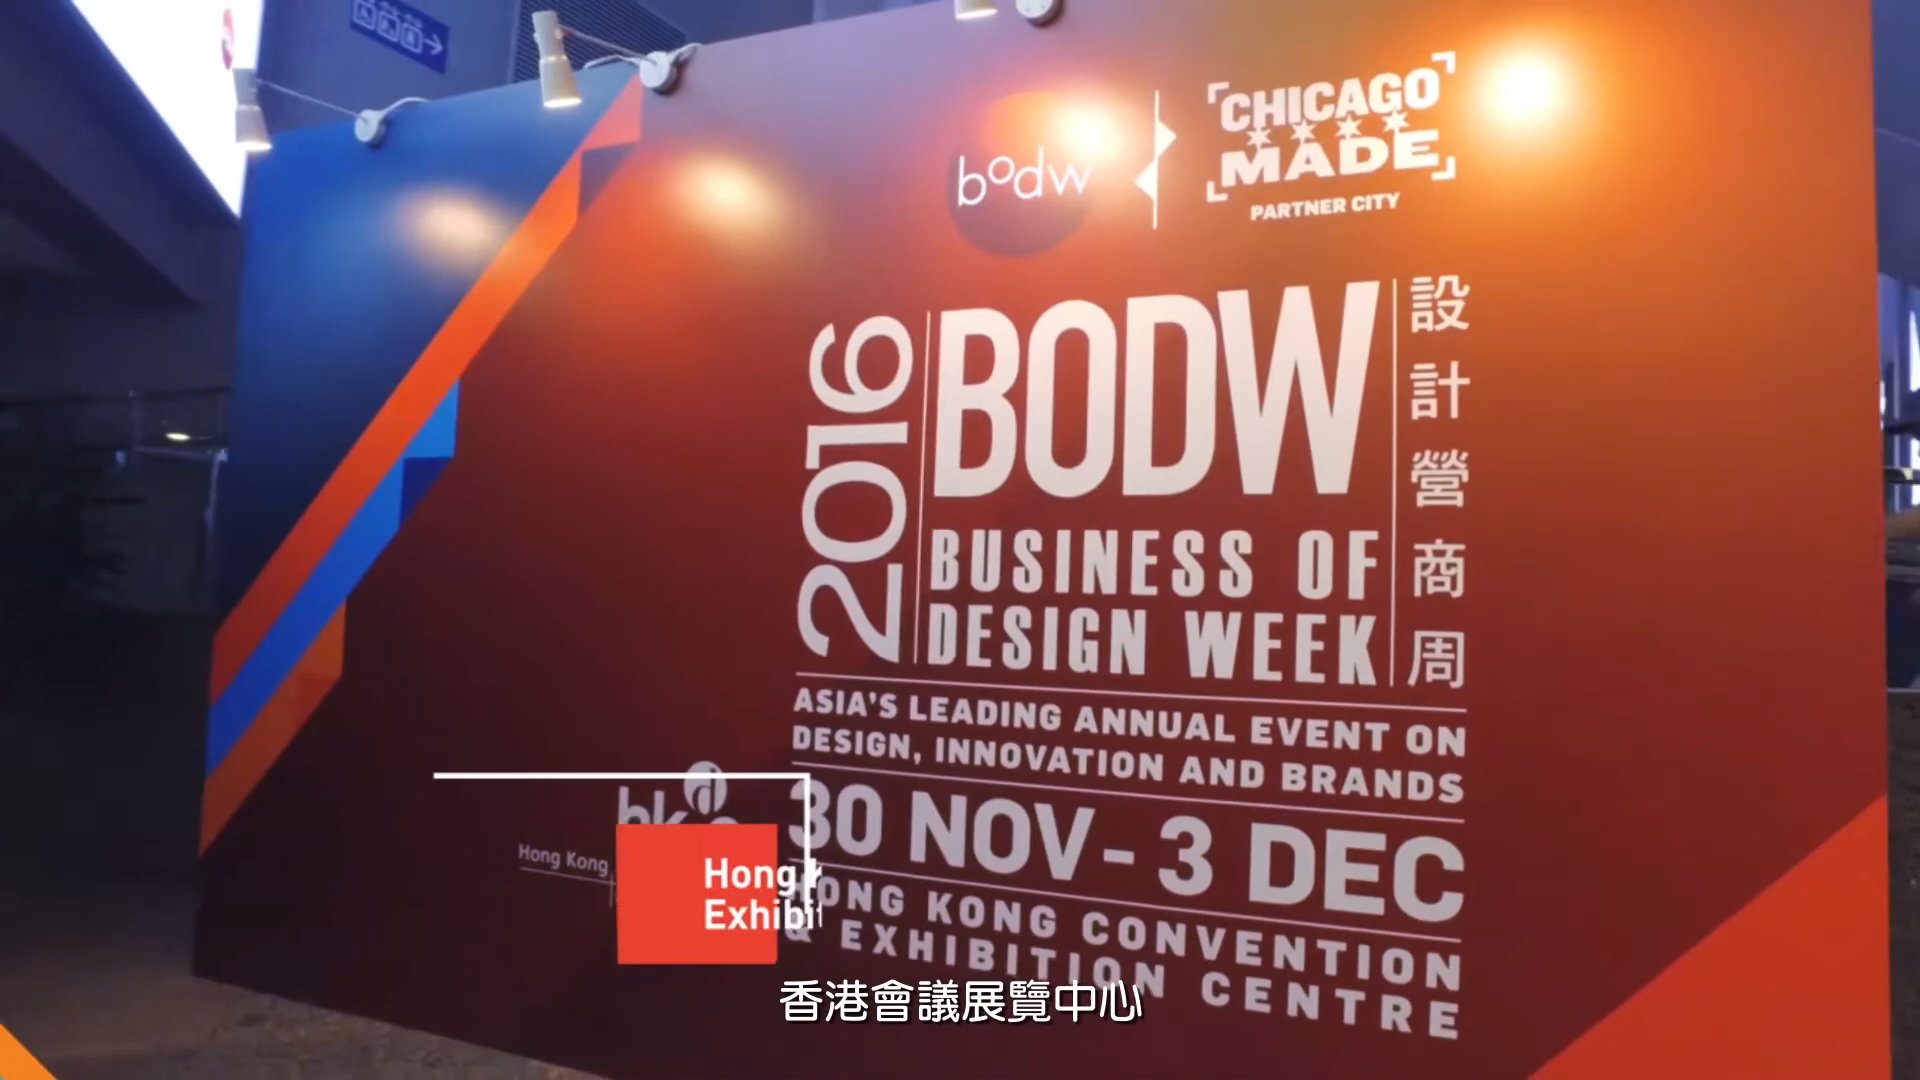 bodw
CHICAGO
MADE
PARTNER CITY
2016
BODW
設計營商周
BUSINESS OF
DESIGN WEEK
ASIA'S LEADING ANNUAL EVENT ON
DESIGN, INNOVATION AND BRANDS
30 NOV - 3 DEC
HONG KONG CONVENTION
& EXHIBITION CENTRE
Hong Kong
Hong
香港會議展覽中心